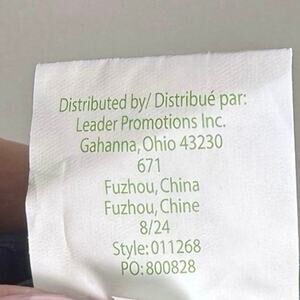 Distributed by/ Distribué par:
Leader Promotions Inc.
Gahanna, Ohio 43230
671
Fuzhou, China
Fuzhou, Chine
8/24
Style: 011268
PO: 800828